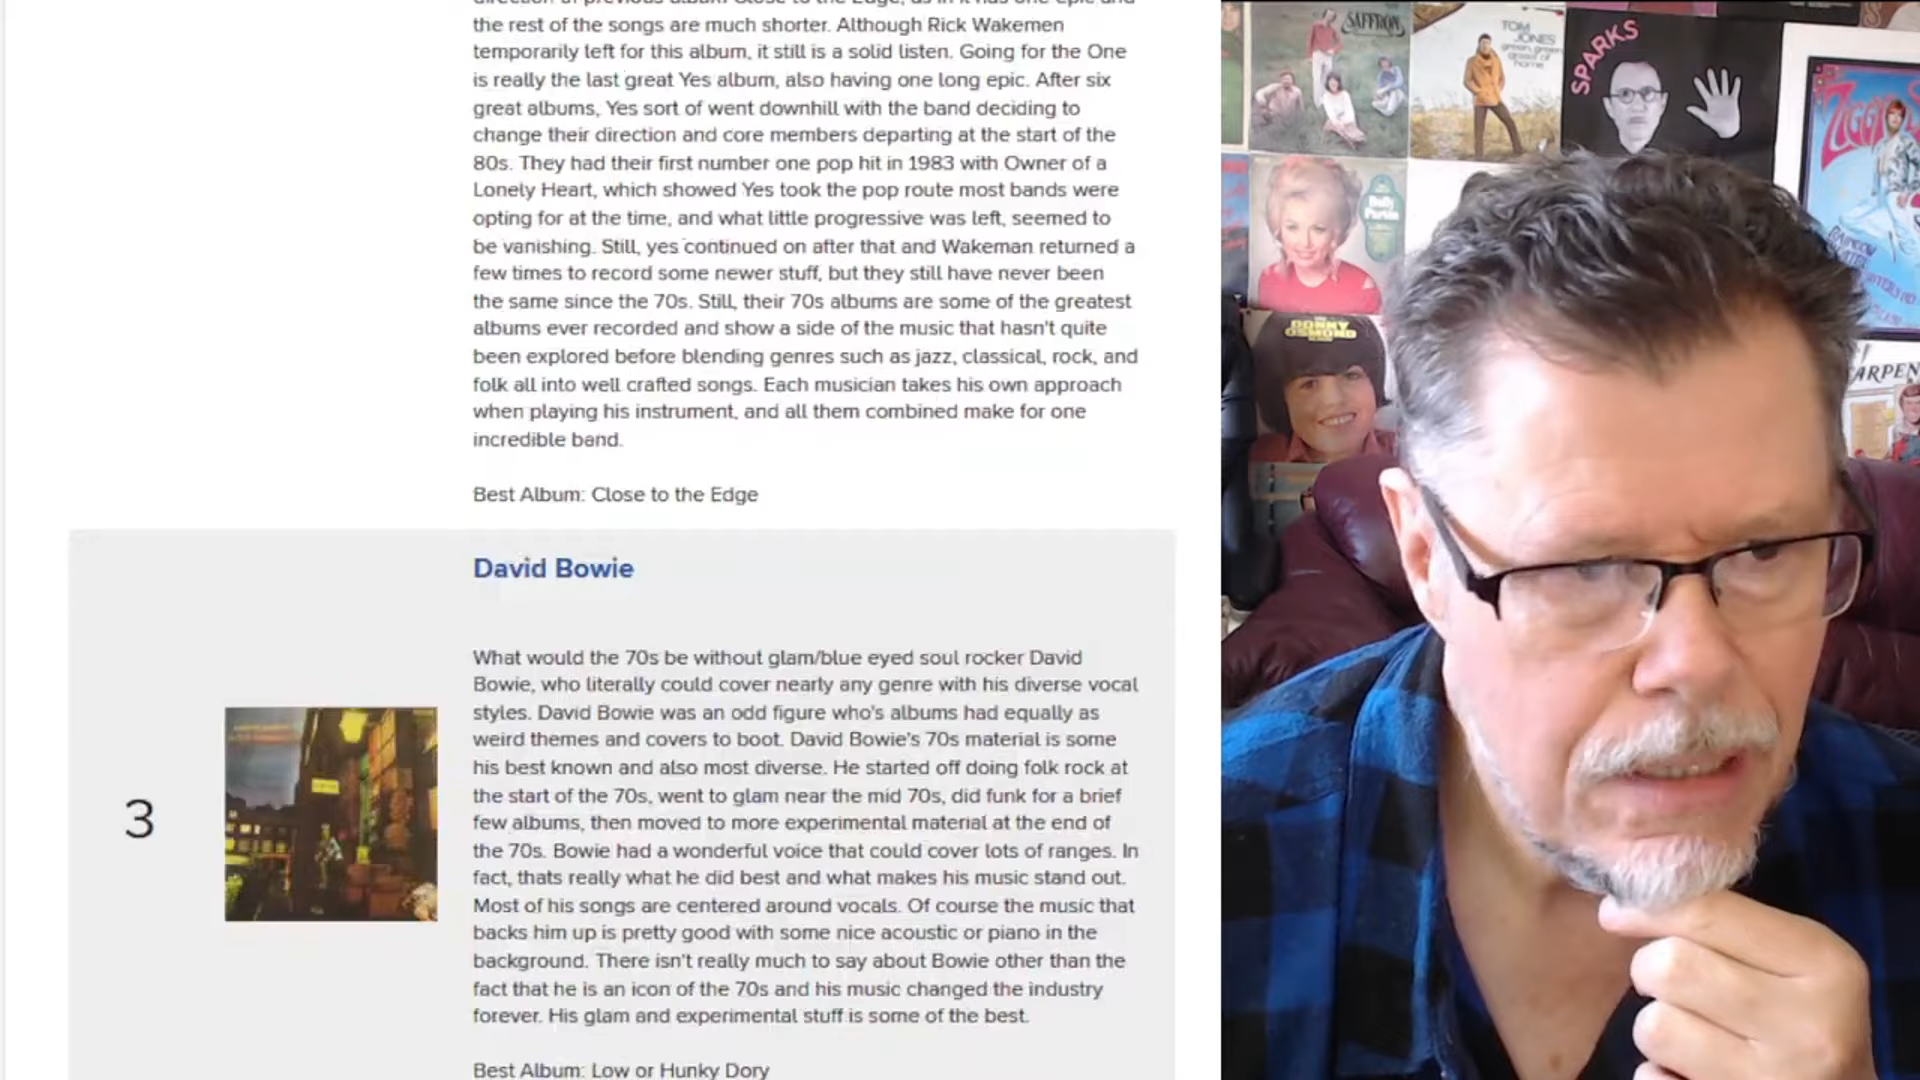 the rest of the songs are much shorter. Although Rick Wakemen
temporarily left for this album, it still is a solid listen. Going for the One
is really the last great Yes album, also having one long epic. After six
great albums, Yes sort of went downhill with the band deciding to
change their direction and core members departing at the start of the
80s. They had their first number one pop hit in 1983 with Owner of a
Lonely Heart, which showed Yes took the pop route most bands were
opting for at the time, and what little progressive was left, seemed to
be vanishing. Still, yes continued on after that and Wakeman returned a
few times to record some newer stuff, but they still have never been
the same since the 70s. Still, their 70s albums are some of the greatest
albums ever recorded and show a side of the music that hasn't quite
been explored before blending genres such as jazz, classical, rock, and
folk all into well crafted songs. Each musician takes his own approach
when playing his instrument, and all them combined make for one
incredible band.
Best Album: Close to the Edge
David Bowie
What would the 70s be without glam/blue eyed soul rocker David
Bowie, who literally could cover nearly any genre with his diverse vocal
styles. David Bowie was an odd figure who's albums had equally as
weird themes and covers to boot. David Bowie's 70s material is some
his best known and also most diverse. He started off doing folk rock at
the start of the 70s, went to glam near the mid 70s, did funk for a brief
few albums, then moved to more experimental material at the end of
the 70s. Bowie had a wonderful voice that could cover lots of ranges. In
fact, thats really what he did best and what makes his music stand out.
Most of his songs are centered around vocals. Of course the music that
backs him up is pretty good with some nice acoustic or piano in the
background. There isn't really much to say about Bowie other than the
fact that he is an icon of the 70s and his music changed the industry
forever. His glam and experimental stuff is some of the best.
Best Album: Low or Hunky Dory
3
SAFFRON
TOM
JONES
green, green
grass of
home
SPARKS
Dolly
Parton
DONNY
OSMOND
ARPEN